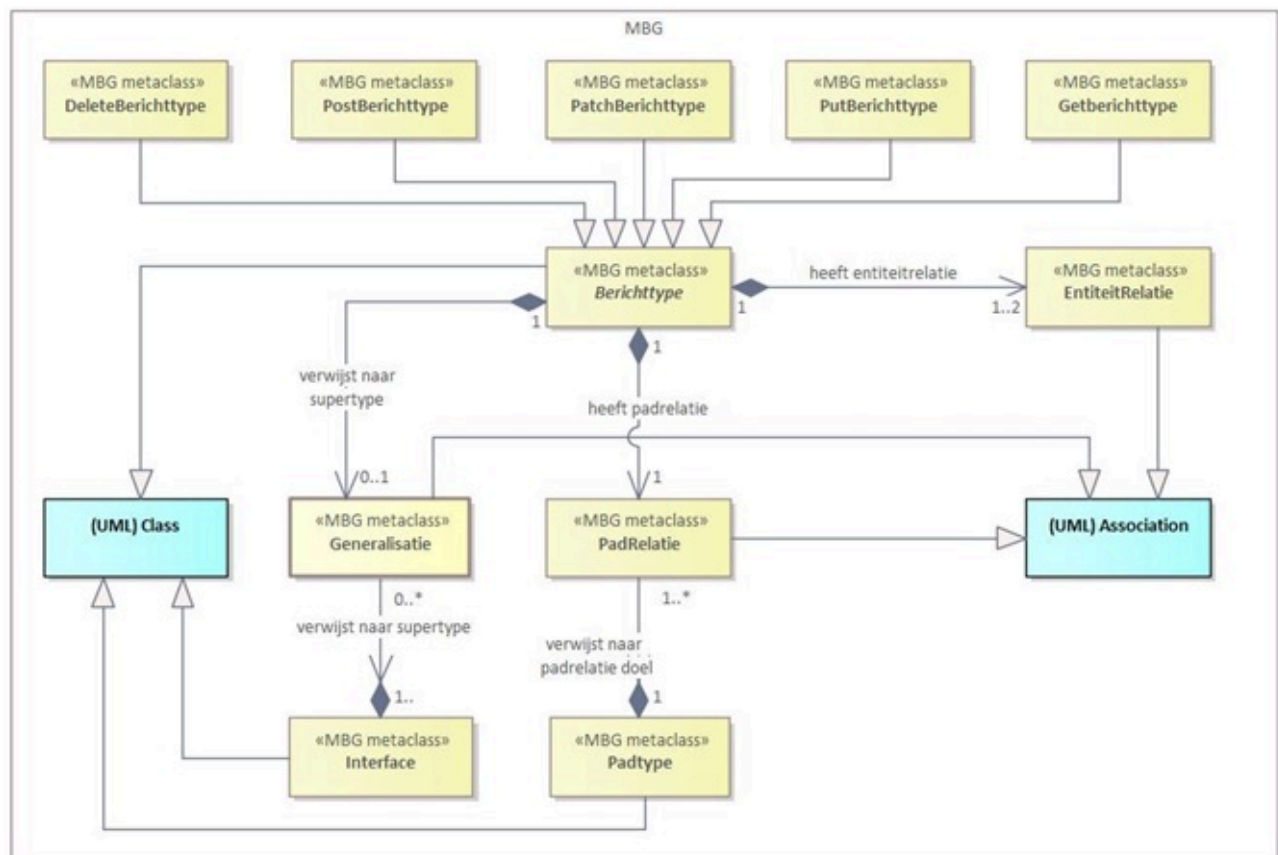 MBG
«MBG metaclass»
DeleteBerichttype
«MBG metaclass»
PostBerichttype
«MBG metaclass»
PatchBerichttype
«MBG metaclass»
PutBerichttype
«MBG metaclass»
Getberichttype
«MBG metaclass»
Berichttype
heeft entiteitrelatie
«MBG metaclass»
EntiteitRelatie
1
1
1..2
1
verwijst naar
supertype
heeft padrelatie
0..1
1
(UML) Class
«MBG metaclass»
Generalisatie
«MBG metaclass»
PadRelatie
(UML) Association
0..*
1..*
verwijst naar supertype
verwijst naar
padrelatie doel
1..
1
«MBG metaclass»
Interface
«MBG metaclass»
Padtype